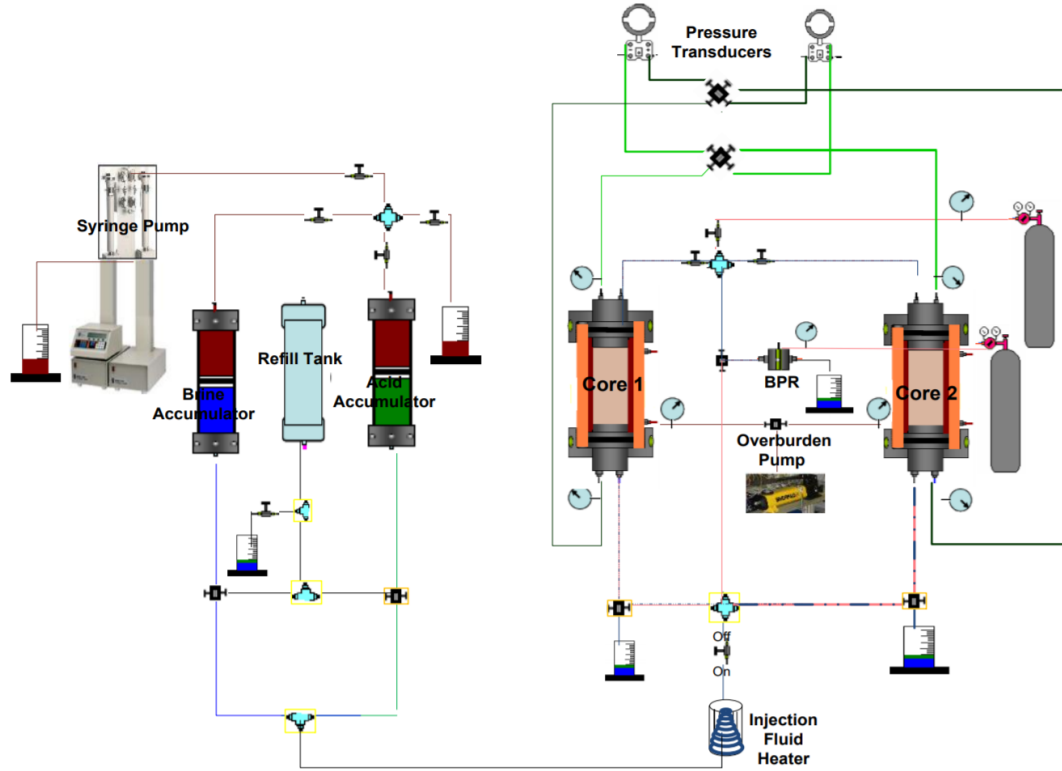 Pressure
Transducers
Syringe Pump
Refill Tank
Brine
Accumulator
Acid
Accumulator
Core 1
BPR
Core 2
Overburden
Pump
Off
On
Injection
Fluid
Heater